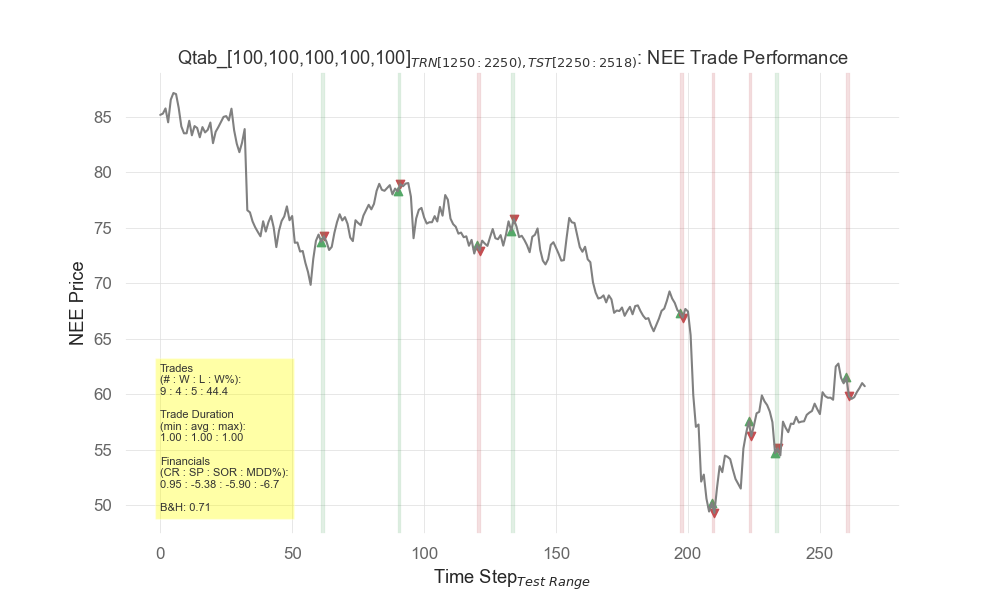 Qtab_[100,100,100,100,100]TRN[1250:2250),TST[2250:2518): NEE Trade Performance
NEE Price
85
80
75
70
65
60
55
50
Trades
(# : W : L : W%):
9 : 4 : 5 : 44.4
Trade Duration
(min : avg : max):
1.00 : 1.00 : 1.00
Financials
(CR : SP : SOR : MDD%):
0.95 : -5.38 : -5.90 : -6.7
B&H: 0.71
0 50 100 150 200 250
Time Step Test Range